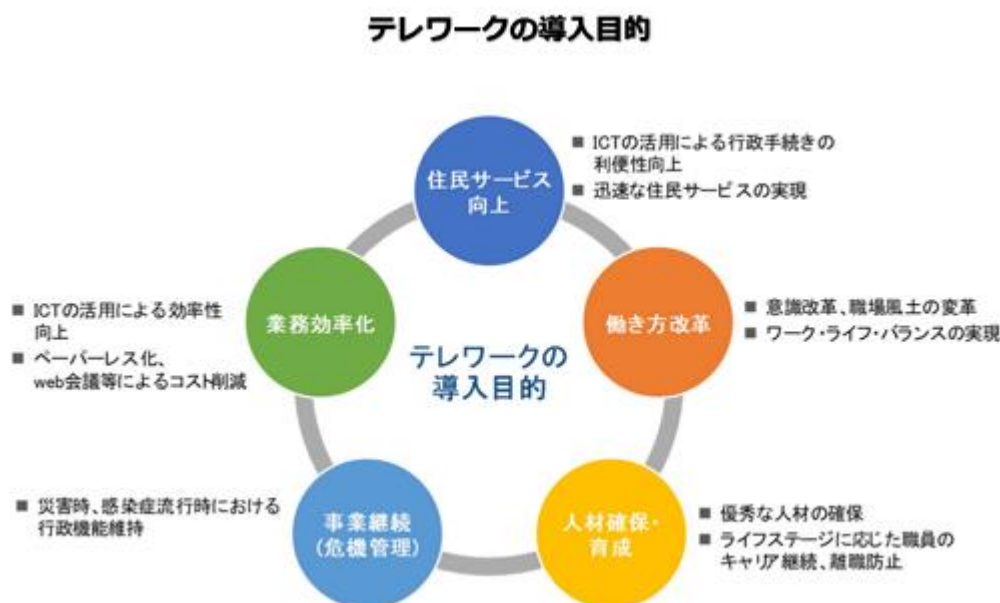 テレワークの導入目的
住民サービス
向上
■ ICTの活用による行政手続きの
利便性向上
■ 迅速な住民サービスの実現
働き方改革
■ 意識改革、職場風土の変革
■ ワーク・ライフ・バランスの実現
人材確保・
育成
■ 優秀な人材の確保
■ ライフステージに応じた職員の
キャリア継続、離職防止
事業継続
(危機管理)
■ 災害時、感染症流行時における
行政機能維持
業務効率化
■ ICTの活用による効率性
向上
■ ペーパーレス化、
web会議等によるコスト削減
テレワークの
導入目的